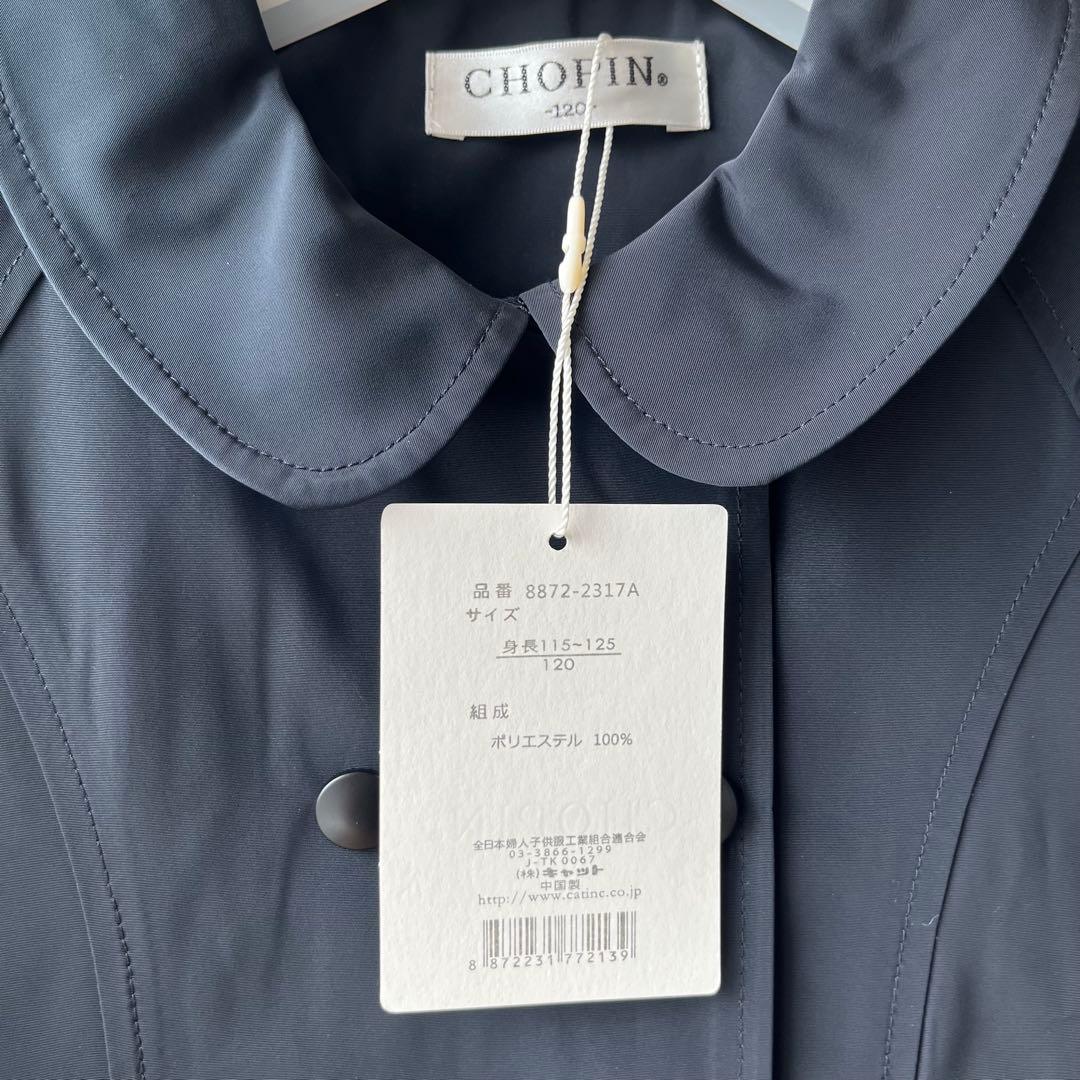 CHOPIN®
-120-
品番 8872-2317A
サイズ
身長115~125
120
組成
ポリエステル 100%
CHOPIN
全日本婦人子供服工業組合連合会
03-3866-1299
J-TK0067
(株)キャット
中国製
http://www.catinc.co.jp
8 872231 772139